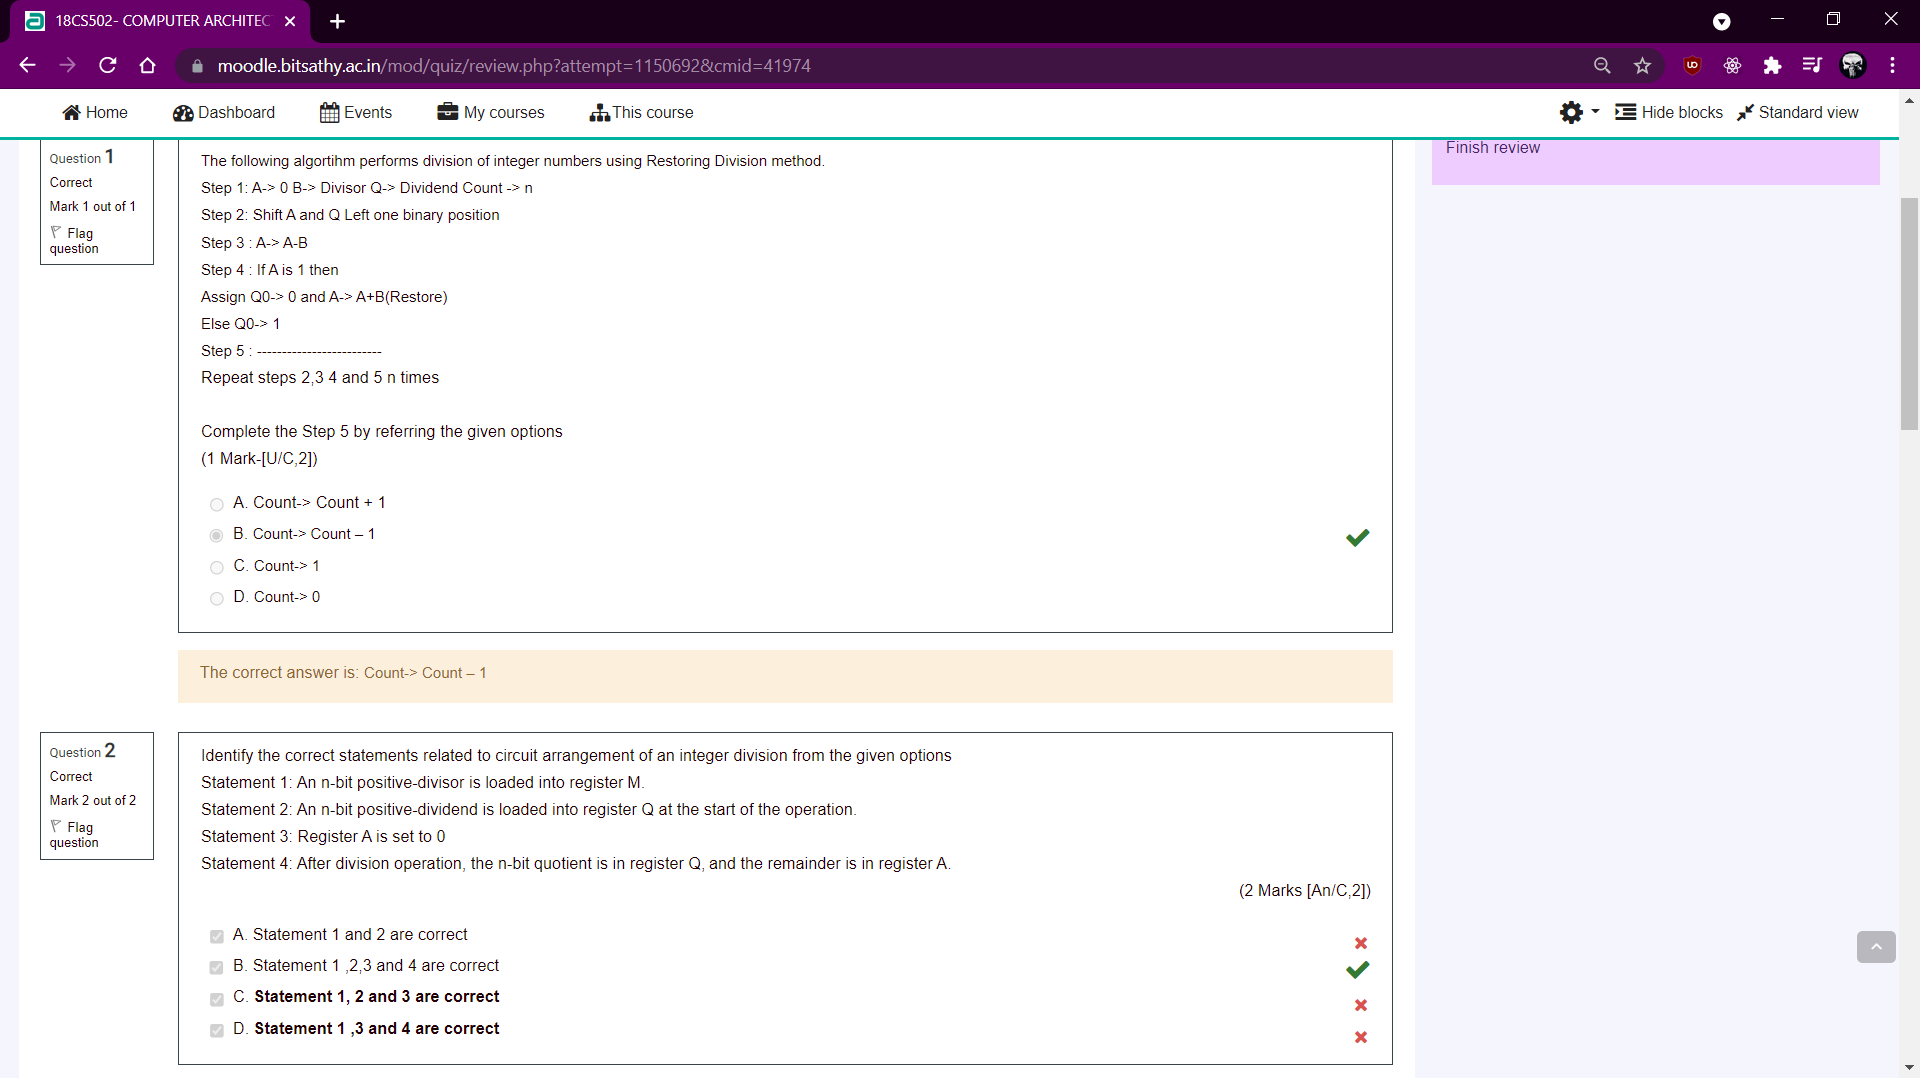 18CS502- COMPUTER ARCHITEC
moodle.bitsathy.ac.in/mod/quiz/review.php?attempt=1150692&cmid=41974
Home
Dashboard
Events
My courses
This course
Hide blocks
Standard view
Question 1
Correct
Mark 1 out of 1
Flag
question
The following algortihm performs division of integer numbers using Restoring Division method.
Step 1: A-> 0 B-> Divisor Q-> Dividend Count -> n
Step 2: Shift A and Q Left one binary position
Step 3 : A-> A-B
Step 4 : If A is 1 then
Assign Q0-> 0 and A-> A+B(Restore)
Else Q0-> 1
Step 5 : -------------------------
Repeat steps 2,3 4 and 5 n times
Complete the Step 5 by referring the given options
(1 Mark-[U/C,2])
A. Count-> Count + 1
B. Count-> Count – 1
C. Count-> 1
D. Count-> 0
The correct answer is: Count-> Count – 1
Finish review
Question 2
Correct
Mark 2 out of 2
Flag
question
Identify the correct statements related to circuit arrangement of an integer division from the given options
Statement 1: An n-bit positive-divisor is loaded into register M.
Statement 2: An n-bit positive-dividend is loaded into register Q at the start of the operation.
Statement 3: Register A is set to 0
Statement 4: After division operation, the n-bit quotient is in register Q, and the remainder is in register A.
(2 Marks [An/C,2])
A. Statement 1 and 2 are correct
B. Statement 1 ,2,3 and 4 are correct
C. Statement 1, 2 and 3 are correct
D. Statement 1 ,3 and 4 are correct